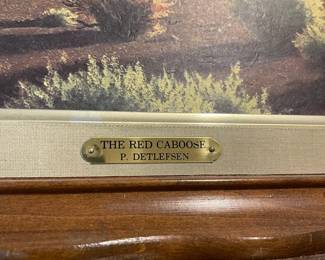 THE RED CABOOSE
P. DETLEFSEN